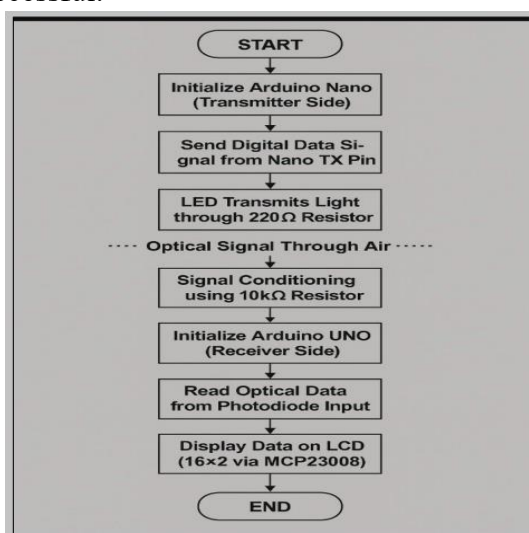 START
Initialize Arduino Nano
(Transmitter Side)
Send Digital Data Si-
gnal from Nano TX Pin
LED Transmits Light
through 220Ω Resistor
Optical Signal Through Air
Signal Conditioning
using 10kΩ Resistor
Initialize Arduino UNO
(Receiver Side)
Read Optical Data
from Photodiode Input
Display Data on LCD
(16×2 via MCP23008)
END